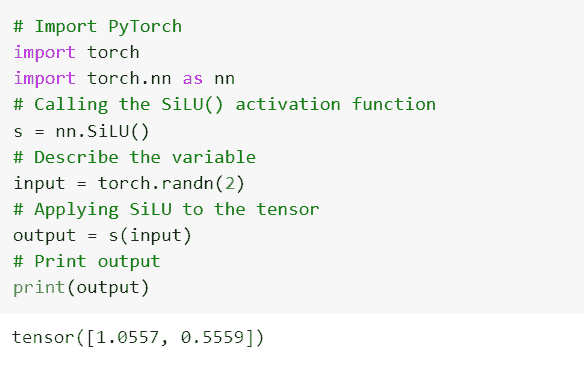 # Import PyTorch
import torch
import torch.nn as nn
# Calling the SiLU() activation function
s = nn.SiLU()
# Describe the variable
input = torch.randn(2)
# Applying SiLU to the tensor
output = s(input)
# Print output
print(output)
tensor([1.0557, 0.5559])